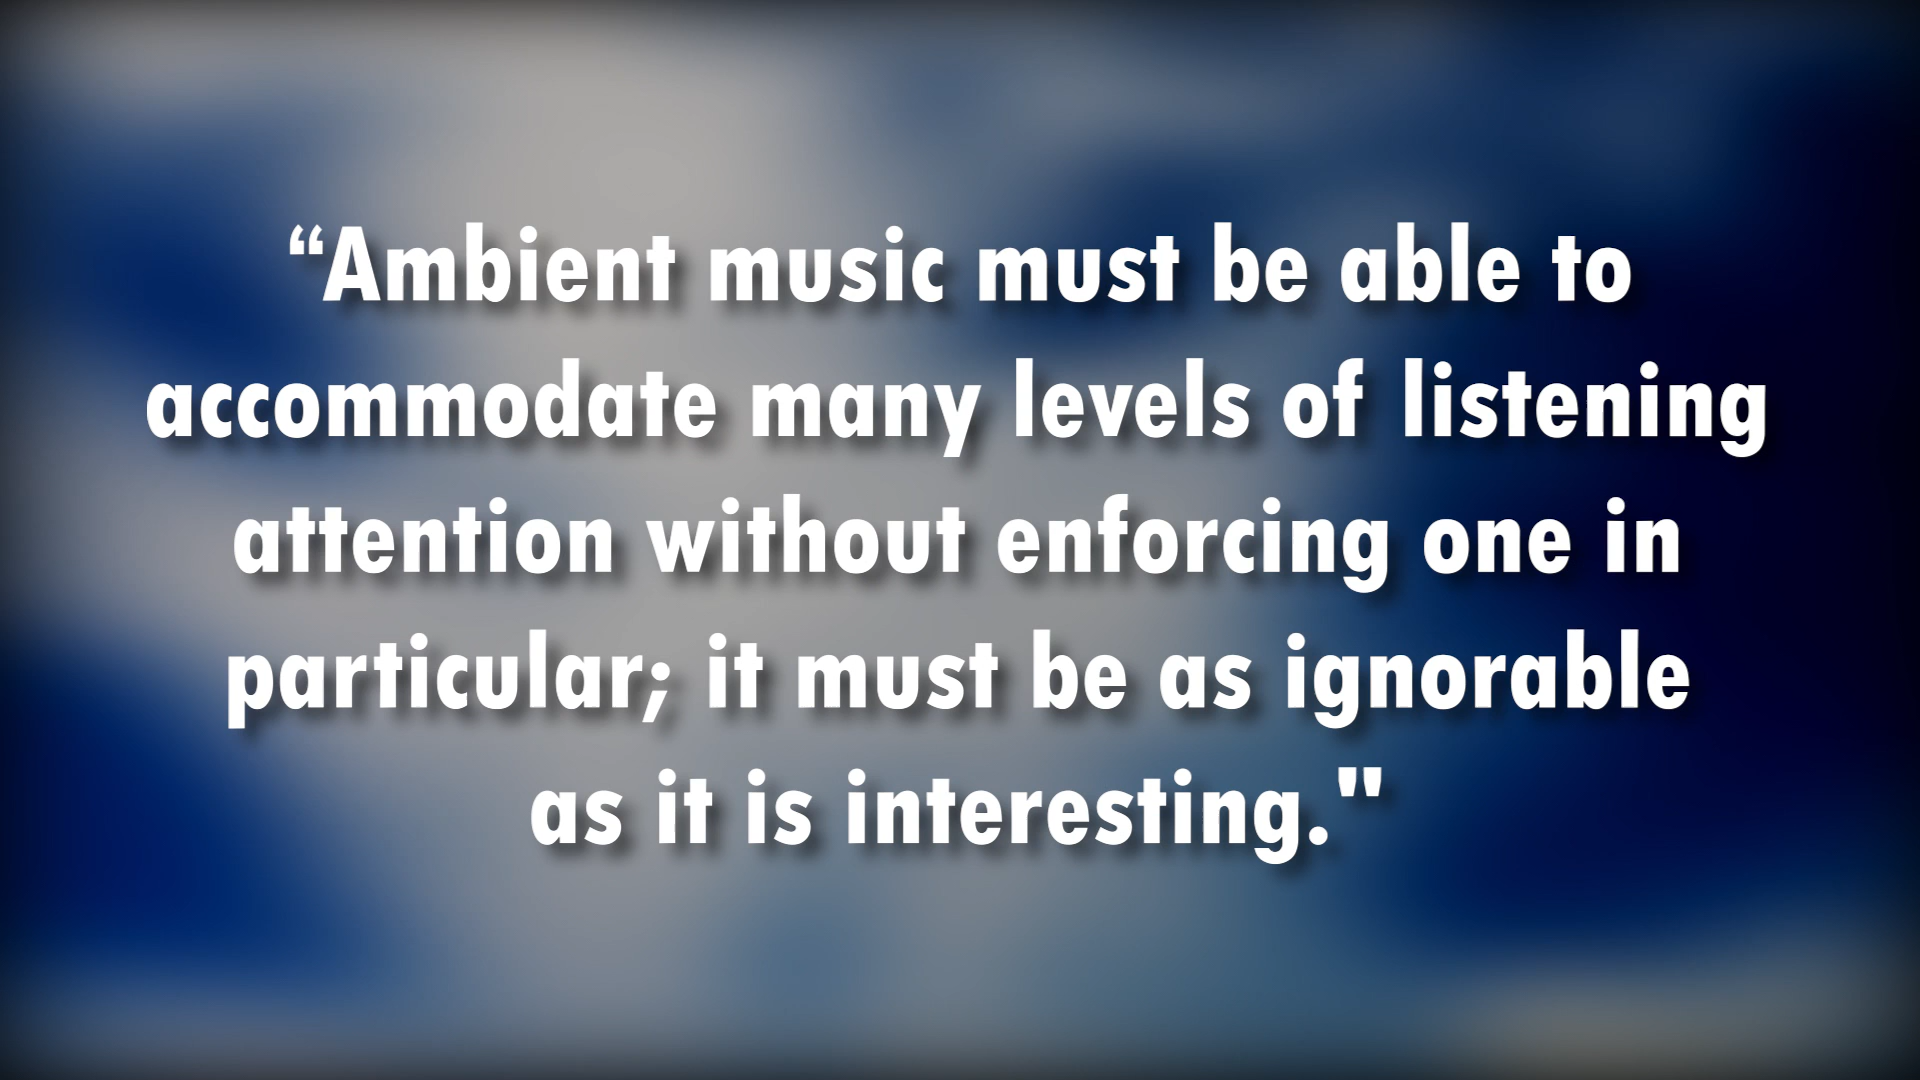 “Ambient music must be able to
accommodate many levels of listening
attention without enforcing one in
particular; it must be as ignorable
as it is interesting."